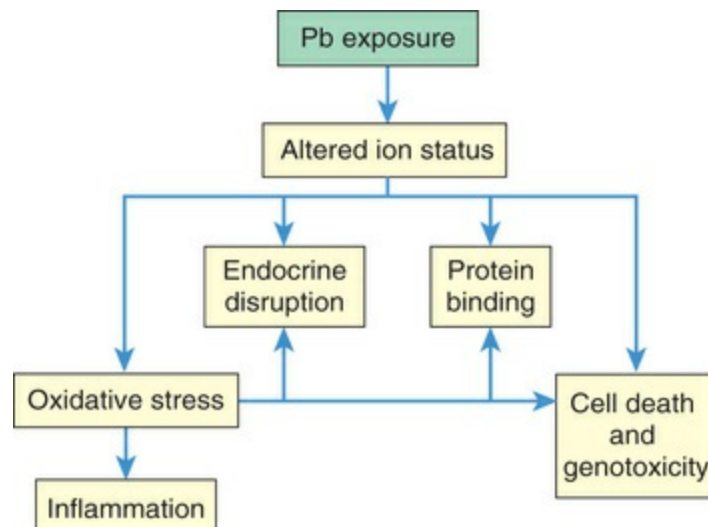 Pb exposure
Altered ion status
Endocrine
disruption
Protein
binding
Oxidative stress
Cell death
and
genotoxicity
Inflammation